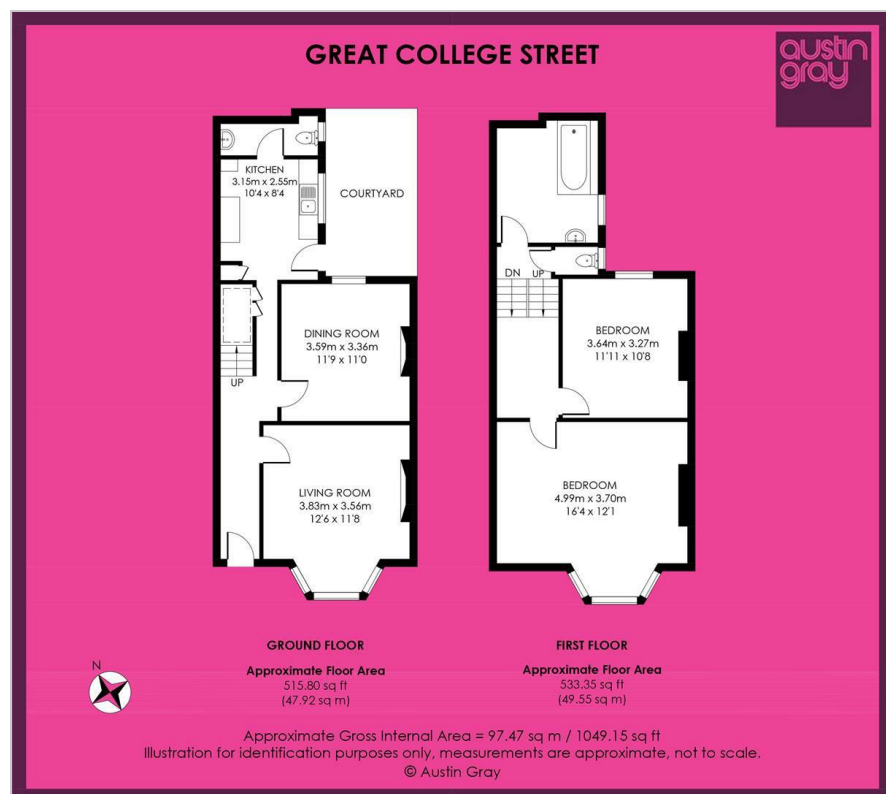 GREAT COLLEGE STREET
austin
gray
KITCHEN
3.15m x 2.55m
10'4 x 8'4
COURTYARD
DINING ROOM
3.59m x 3.36m
11'9 x 11'0
UP
LIVING ROOM
3.83m x 3.56m
12'6 x 11'8
DN UP
BEDROOM
3.64m x 3.27m
11'11 x 10'8
BEDROOM
4.99m x 3.70m
16'4 x 12'1
GROUND FLOOR
Approximate Floor Area
515.80 sq ft
(47.92 sq m)
FIRST FLOOR
Approximate Floor Area
533.35 sq ft
(49.55 sq m)
N
Approximate Gross Internal Area = 97.47 sq m / 1049.15 sq ft
Illustration for identification purposes only, measurements are approximate, not to scale.
© Austin Gray